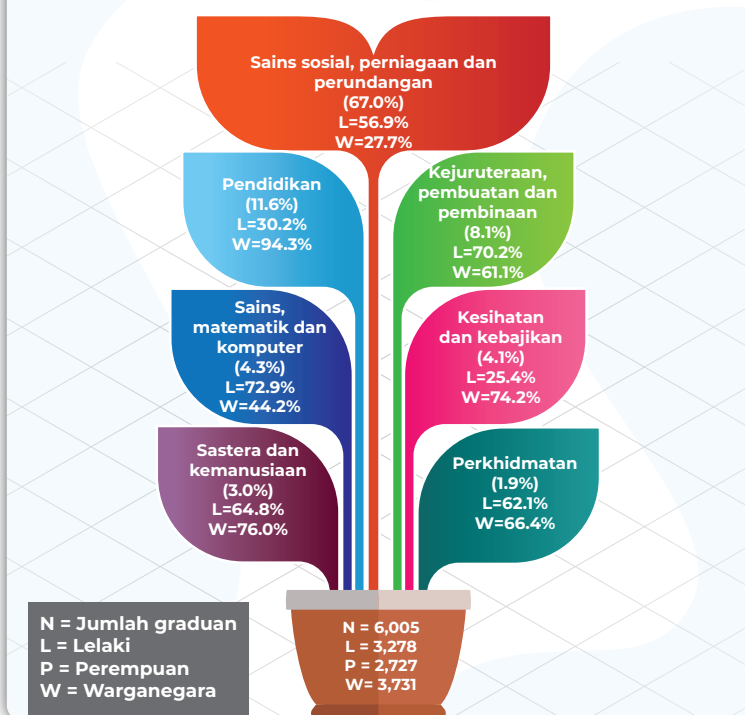 Sains sosial, perniagaan dan
perundangan
(67.0%)
L=56.9%
W=27.7%
Pendidikan
(11.6%)
L=30.2%
W=94.3%
Kejuruteraan,
pembuatan dan
pembinaan
(8.1%)
L=70.2%
W=61.1%
Sains,
matematik dan
komputer
(4.3%)
L=72.9%
W=44.2%
Kesihatan
dan kebajikan
(4.1%)
L=25.4%
W=74.2%
Sastera dan
kemanusiaan
(3.0%)
L=64.8%
W=76.0%
Perkhidmatan
(1.9%)
L=62.1%
W=66.4%
N = Jumlah graduan
L = Lelaki
P = Perempuan
W = Warganegara
N = 6,005
L = 3,278
P = 2,727
W= 3,731